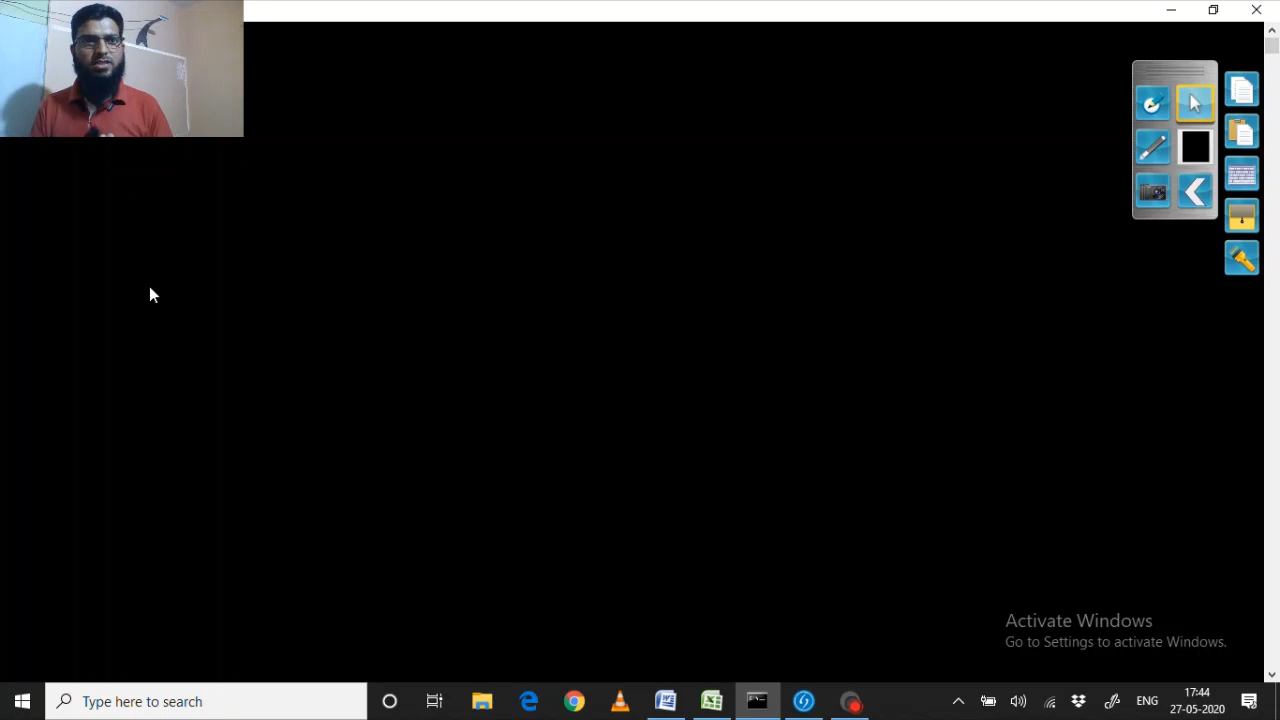 Activate Windows
Go to Settings to activate Windows.
Type here to search
ENG
17:44
27-05-2020